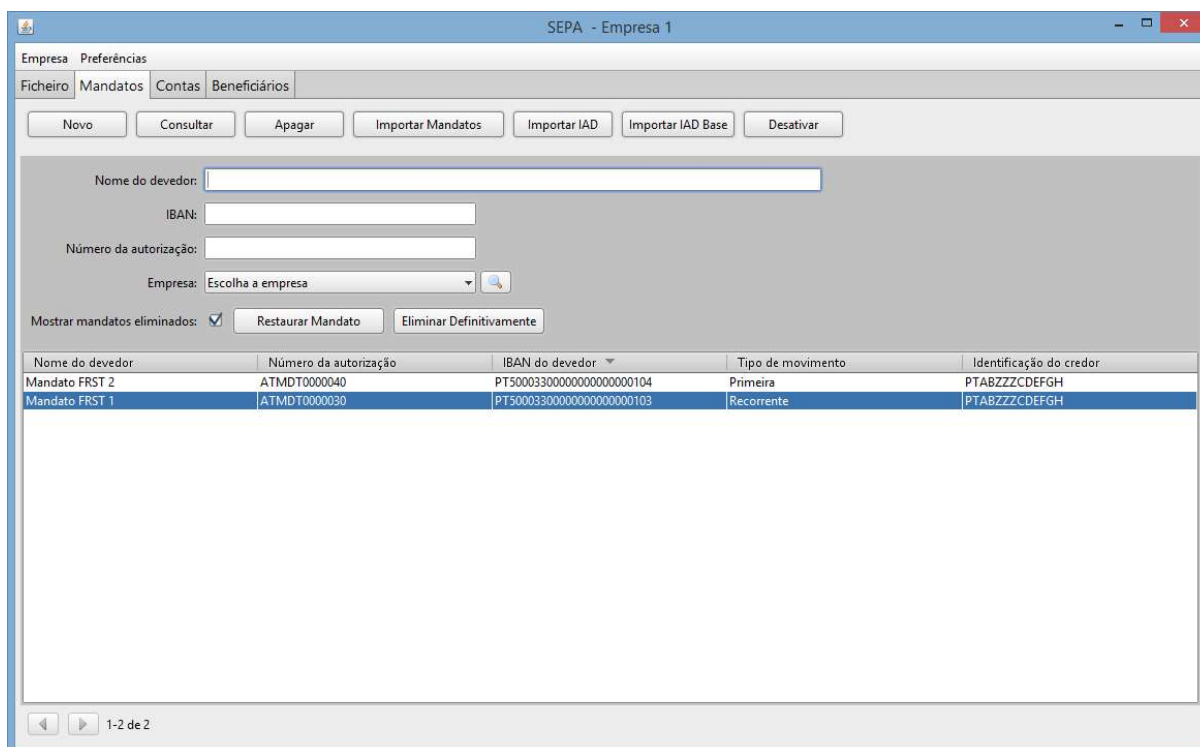 SEPA - Empresa 1
Empresa Preferências
Ficheiro Mandatos Contas Beneficiários
Novo Consultar Apagar Importar Mandatos Importar IAD Importar IAD Base Desativar
Nome do devedor:
IBAN:
Número da autorização:
Empresa: Escolha a empresa
Mostrar mandatos eliminados: Restaurar Mandato Eliminar Definitivamente
Nome do devedor Número da autorização IBAN do devedor Tipo de movimento Identificação do credor
Mandato FRST 2 ATMDT0000040 PT50003300000000000000104 Primeira PTABZZZCDEFGH
Mandato FRST 1 ATMDT0000030 PT50003300000000000000103 Recorrente PTABZZZCDEFGH
1-2 de 2